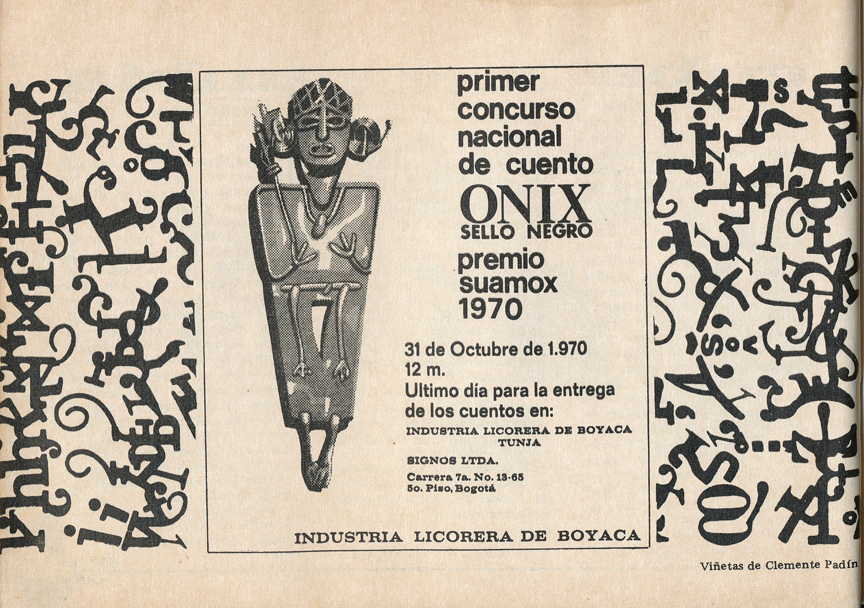 primer
concurso
nacional
de cuento
ONIX
SELLO NEGRO
premio
suamox
1970
31 de Octubre de 1.970
12 m.
Ultimo día para la entrega
de los cuentos en:
INDUSTRIA LICORERA DE BOYACA
TUNJA
SIGNOS LTDA.
Carrera 7a. No. 13-65
5o. Piso, Bogotá
INDUSTRIA LICORERA DE BOYACA
Viñetas de Clemente Padín